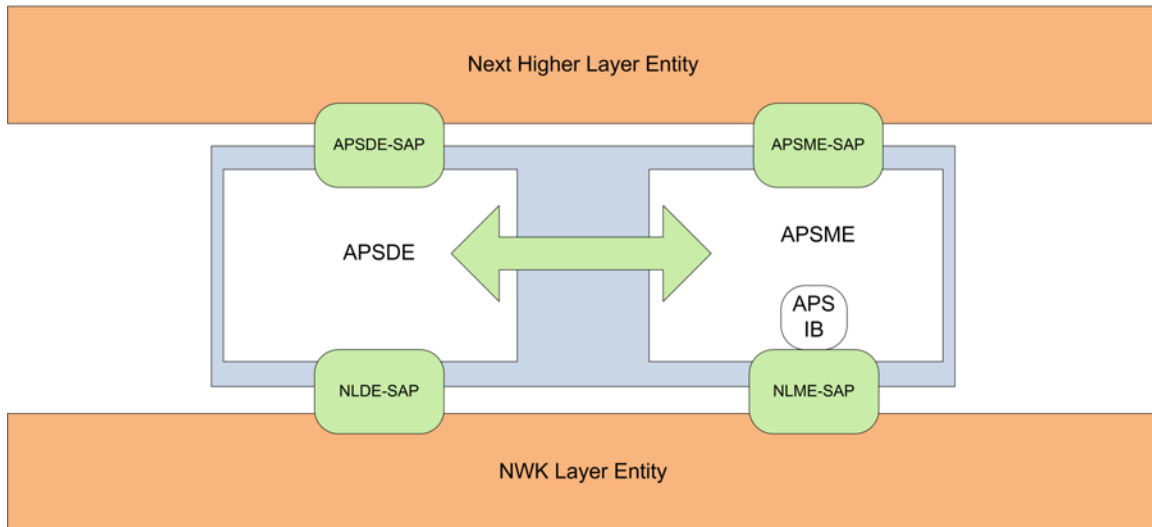 Next Higher Layer Entity
APSDE-SAP
APSME-SAP
APSDE
APSME
APS
IB
NLDE-SAP
NLME-SAP
NWK Layer Entity